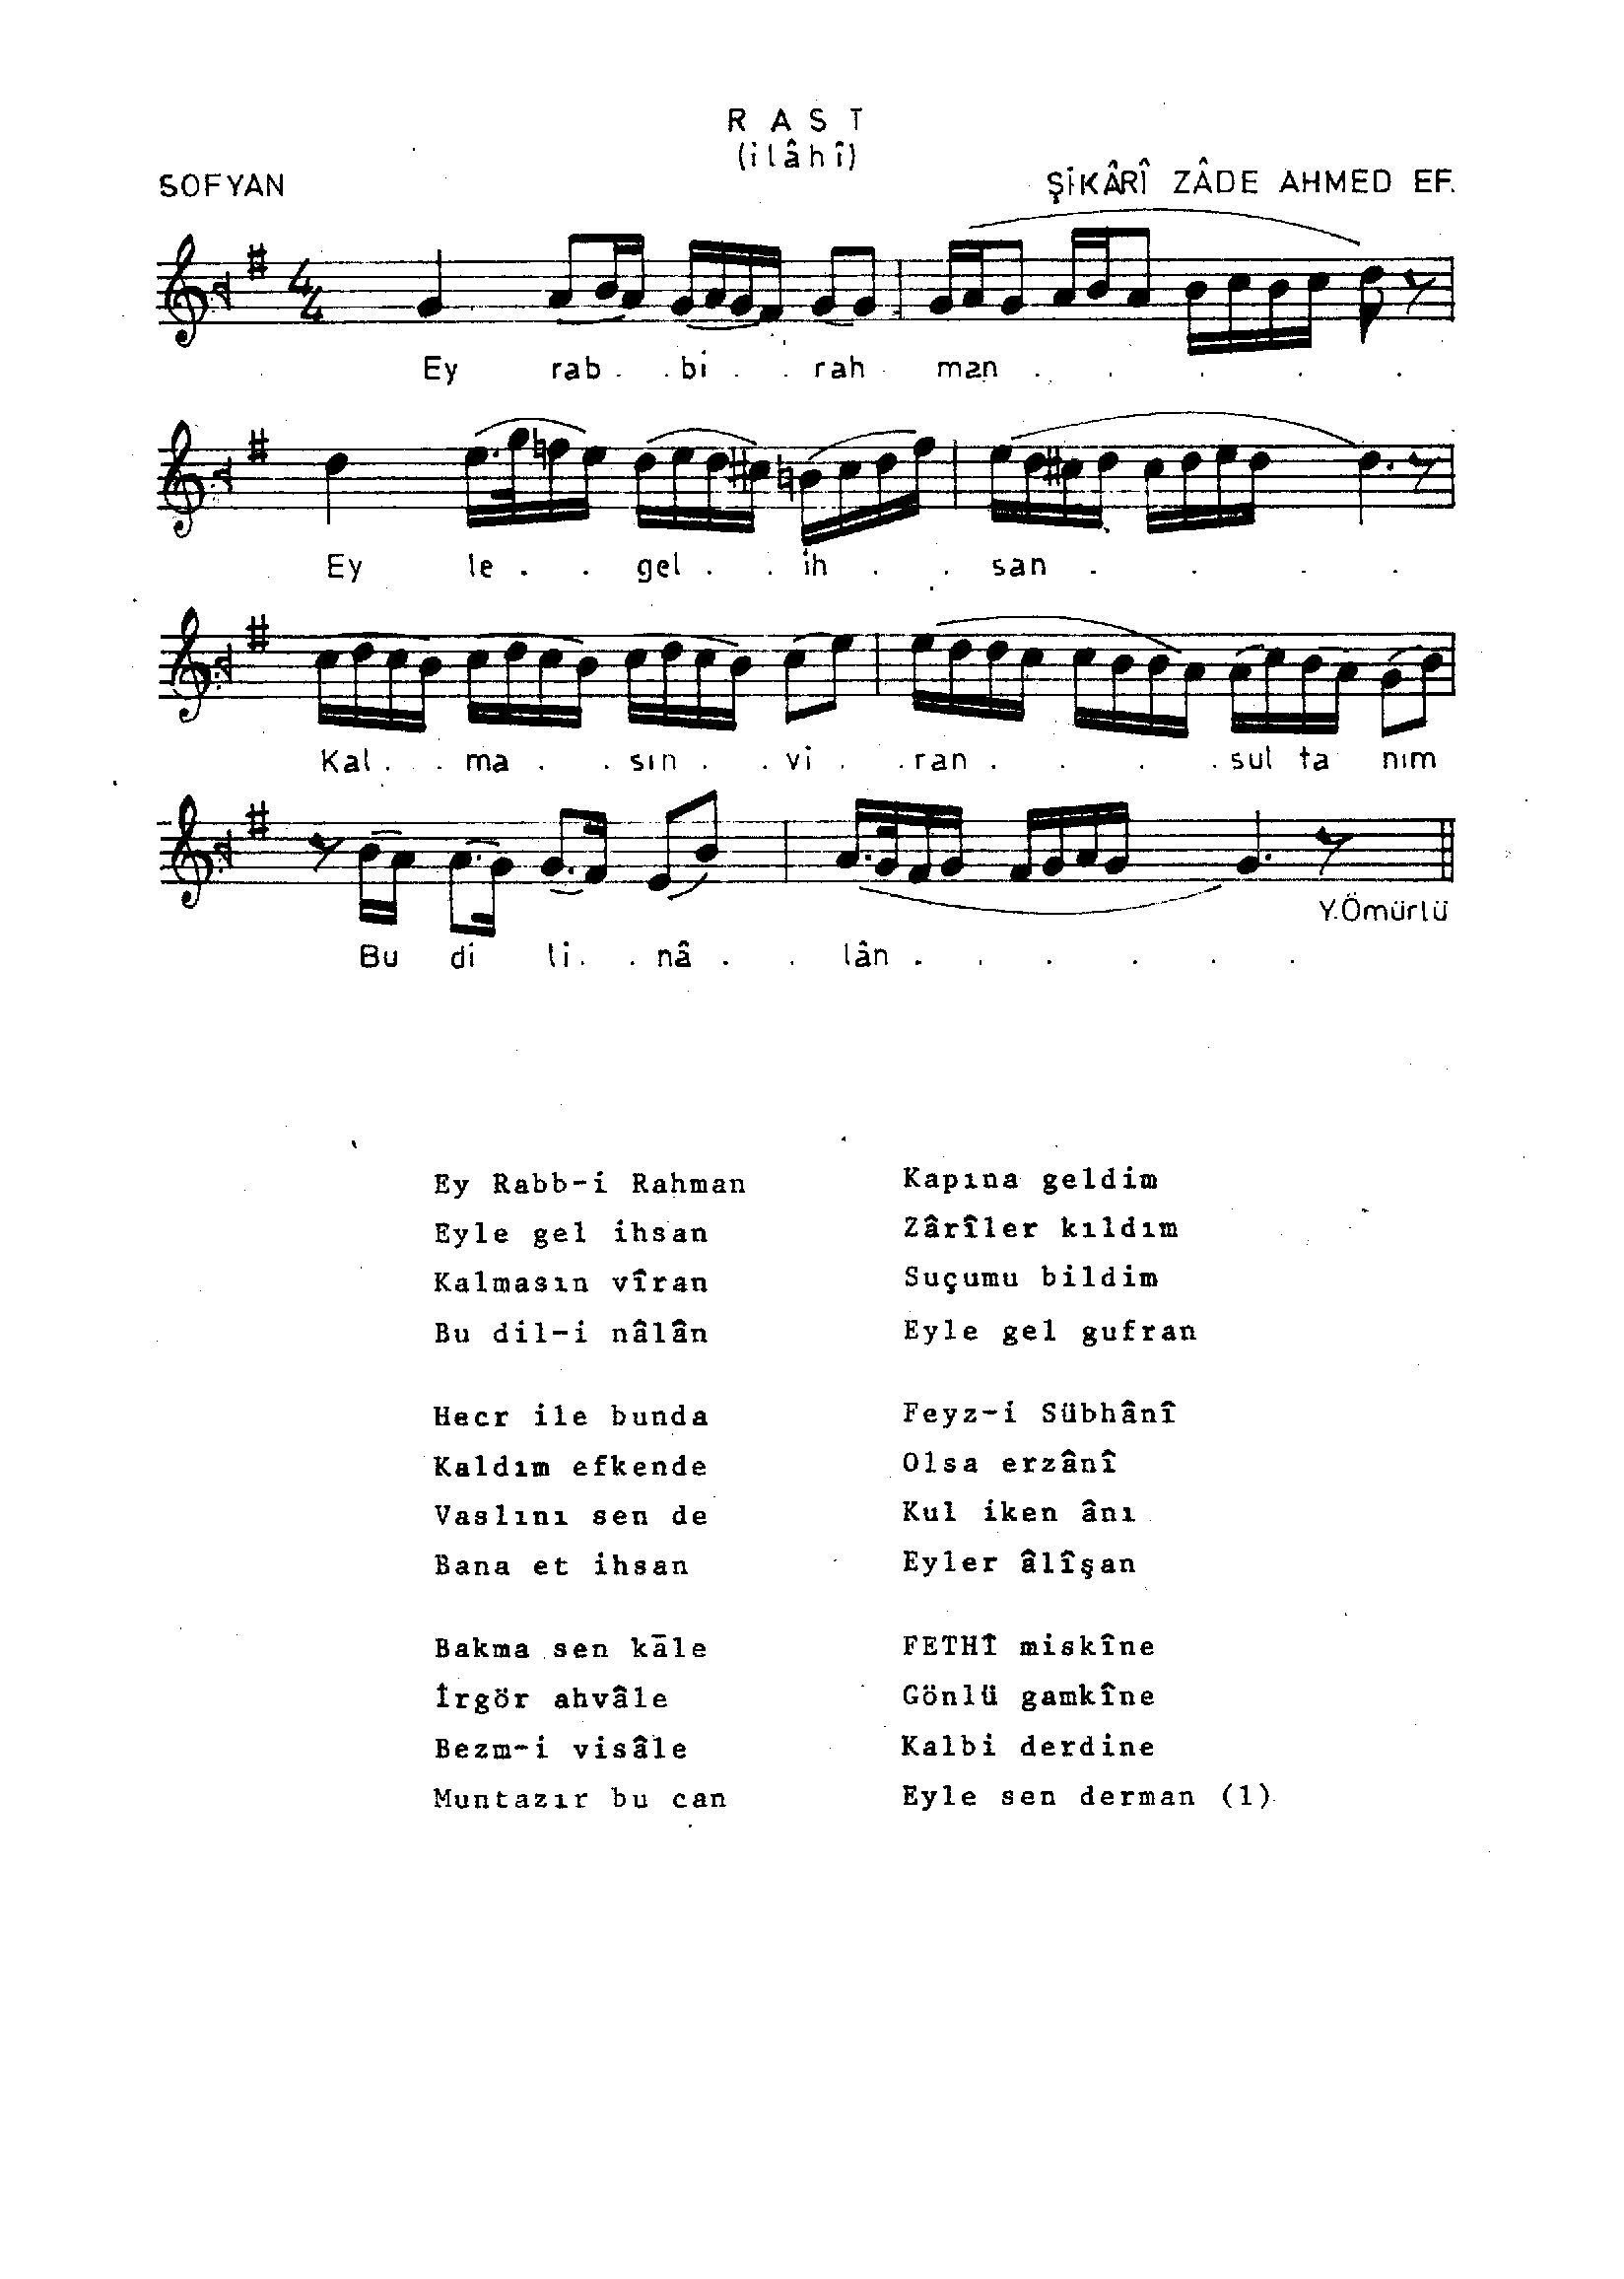 RAST
(ilâhî)
SOFYAN
ŞİKÂRÎ ZÂDE AHMED EF.
4/4
Ey rab . . bi . . rah man . . . . . .
Ey le . . gel . . ih . . san . . . . .
Kal . . ma . . sın . . vi . . ran . . . . sul ta nım
Y.Ömürlü
Bu di li . . nâ . . lân . . . . . .
Ey Rabb-i Rahman
Eyle gel ihsan
Kalmasın vîran
Bu dil-i nâlân
Hecr ile bunda
Kaldım efkende
Vaslını sen de
Bana et ihsan
Bakma sen kāle
İrgör ahvâle
Bezm-i visâle
Muntazır bu can
Kapına geldim
Zârîler kıldım
Suçumu bildim
Eyle gel gufran
Feyz-i Sübhânî
Olsa erzânî
Kul iken ânı
Eyler âlîşan
FETHÎ miskîne
Gönlü gamkîne
Kalbi derdine
Eyle sen derman (1)